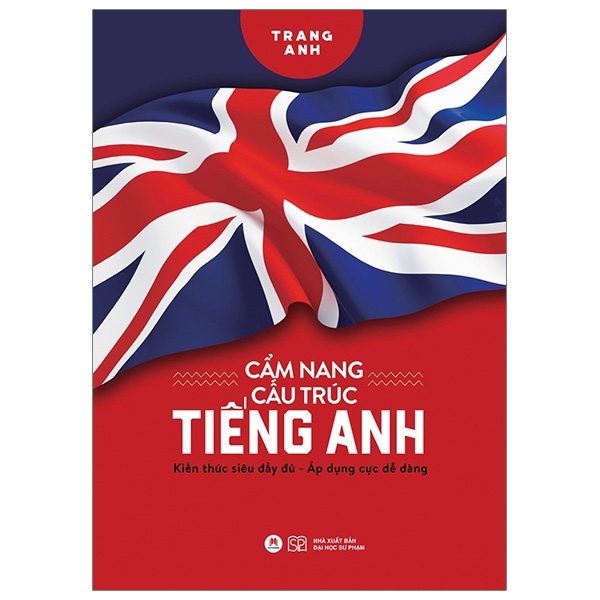 TRANG
ANH
CẨM NANG
CẤU TRÚC
TIẾNG ANH
Kiến thức siêu đầy đủ - Áp dụng cực dễ dàng
NHÀ XUẤT BẢN
ĐẠI HỌC SƯ PHẠM